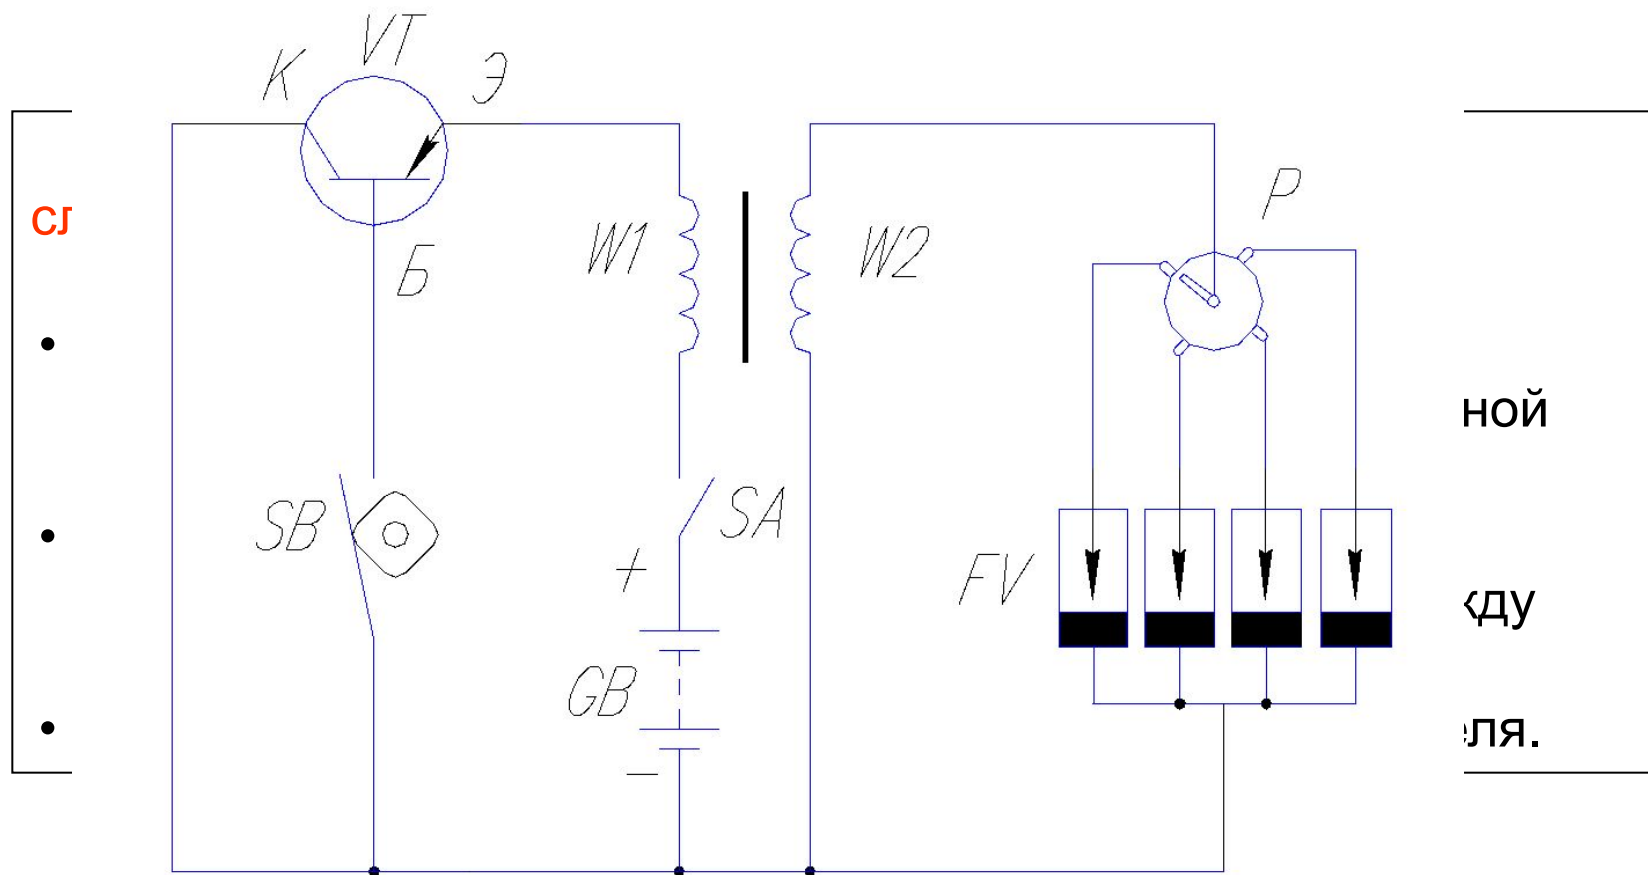 VT
К Э
Р
сл
W1 W2
Б
ной
SB SA
+
FV
жду
GB
еля.
−